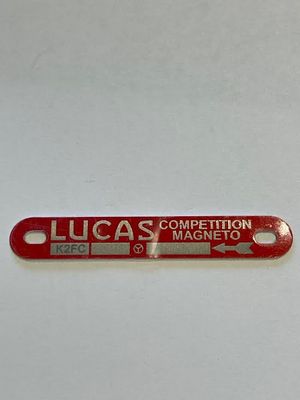 LUCAS
COMPETITION
MAGNETO
K2FC